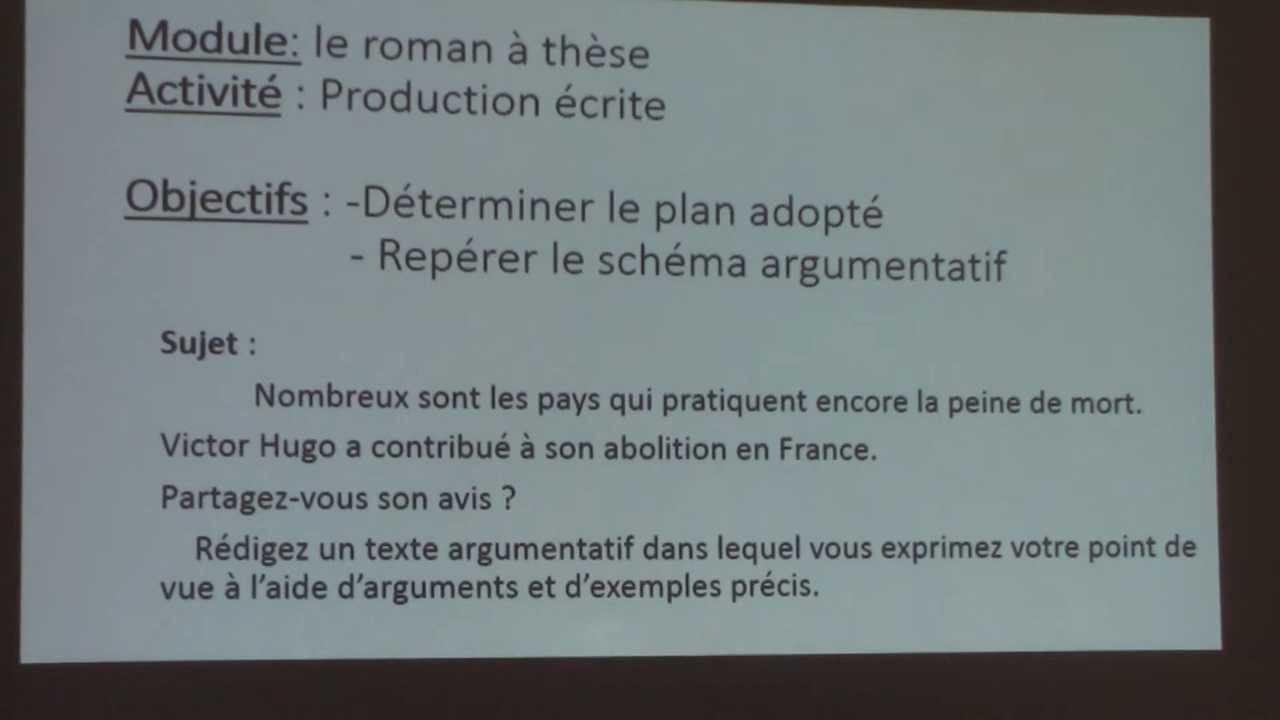 Module: le roman à thèse
Activité : Production écrite
Objectifs : -Déterminer le plan adopté
- Repérer le schéma argumentatif
Sujet :
Nombreux sont les pays qui pratiquent encore la peine de mort.
Victor Hugo a contribué à son abolition en France.
Partagez-vous son avis ?
Rédigez un texte argumentatif dans lequel vous exprimez votre point de
vue à l'aide d'arguments et d'exemples précis.